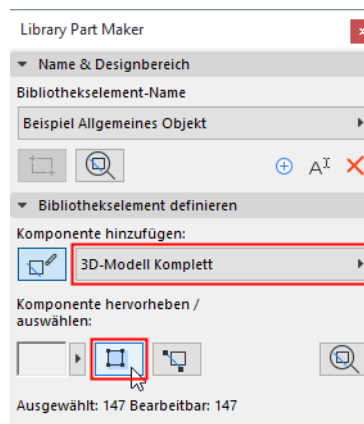 Library Part Maker
Name & Designbereich
Bibliothekselement-Name
Beispiel Allgemeines Objekt
Bibliothekselement definieren
Komponente hinzufügen:
3D-Modell Komplett
Komponente hervorheben /
auswählen:
Ausgewählt: 147 Bearbeitbar: 147